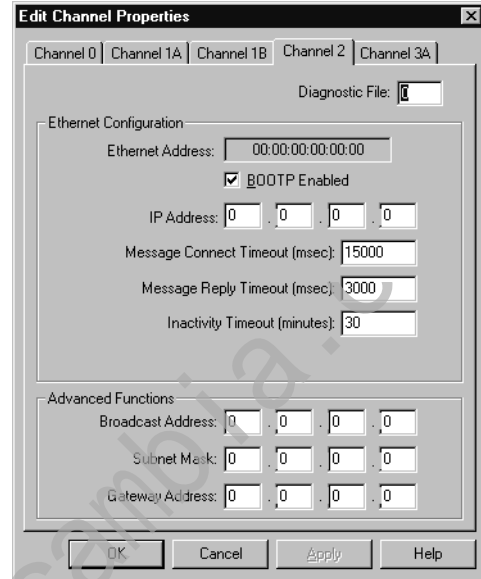 Edit Channel Properties
Channel 0 Channel 1A Channel 1B Channel 2 Channel 3A
Diagnostic File: 0
Ethernet Configuration
Ethernet Address: 00:00:00:00:00:00
BOOTP Enabled
IP Address: 0 . 0 . 0 . 0
Message Connect Timeout (msec): 15000
Message Reply Timeout (msec): 3000
Inactivity Timeout (minutes): 30
Advanced Functions
Broadcast Address: 0 . 0 . 0 . 0
Subnet Mask: 0 . 0 . 0 . 0
Gateway Address: 0 . 0 . 0 . 0
OK Cancel Apply Help
sambia.c